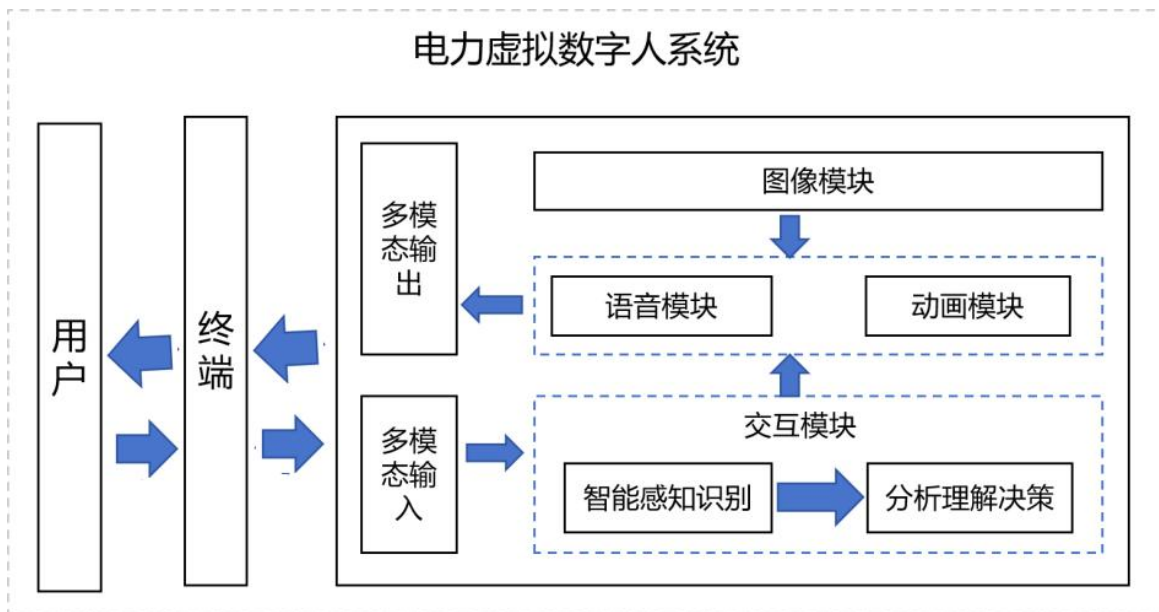 电力虚拟数字人系统
用
户
终
端
多模
态输
出
图像模块
语音模块
动画模块
多模
态输
入
交互模块
智能感知识别
分析理解决策